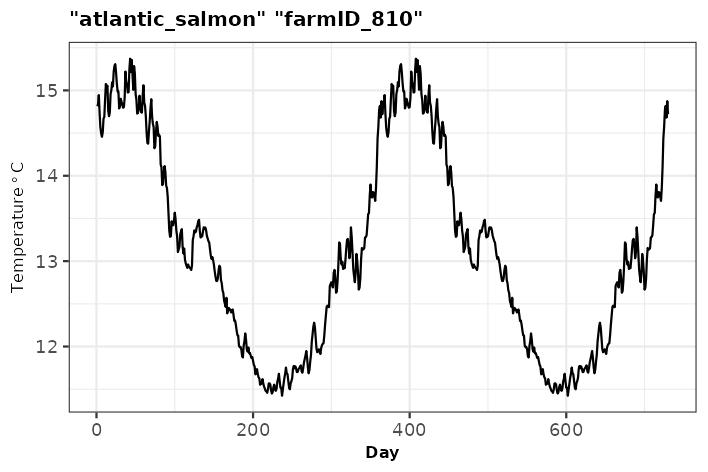 "atlantic_salmon" "farmID_810"
15
14
13
12
Temperature ° C
0 200 400 600
Day